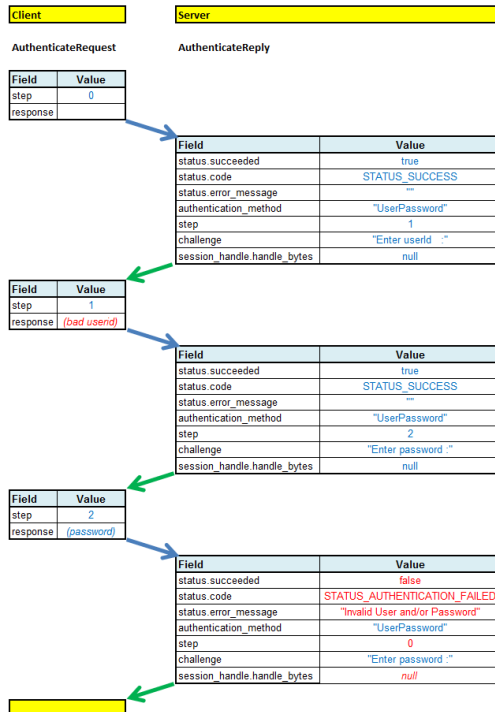 Client Server
AuthenticateRequest AuthenticateReply
Field Value
step 0
response
Field Value
status.succeeded true
status.code STATUS_SUCCESS
status.error_message ""
authentication_method "UserPassword"
step 1
challenge "Enter userId :"
session_handle.handle_bytes null
Field Value
step 1
response (bad userid)
Field Value
status.succeeded true
status.code STATUS_SUCCESS
status.error_message ""
authentication_method "UserPassword"
step 2
challenge "Enter password :"
session_handle.handle_bytes null
Field Value
step 2
response (password)
Field Value
status.succeeded false
status.code STATUS_AUTHENTICATION_FAILED
status.error_message "Invalid User and/or Password"
authentication_method "UserPassword"
step 0
challenge "Enter password :"
session_handle.handle_bytes null